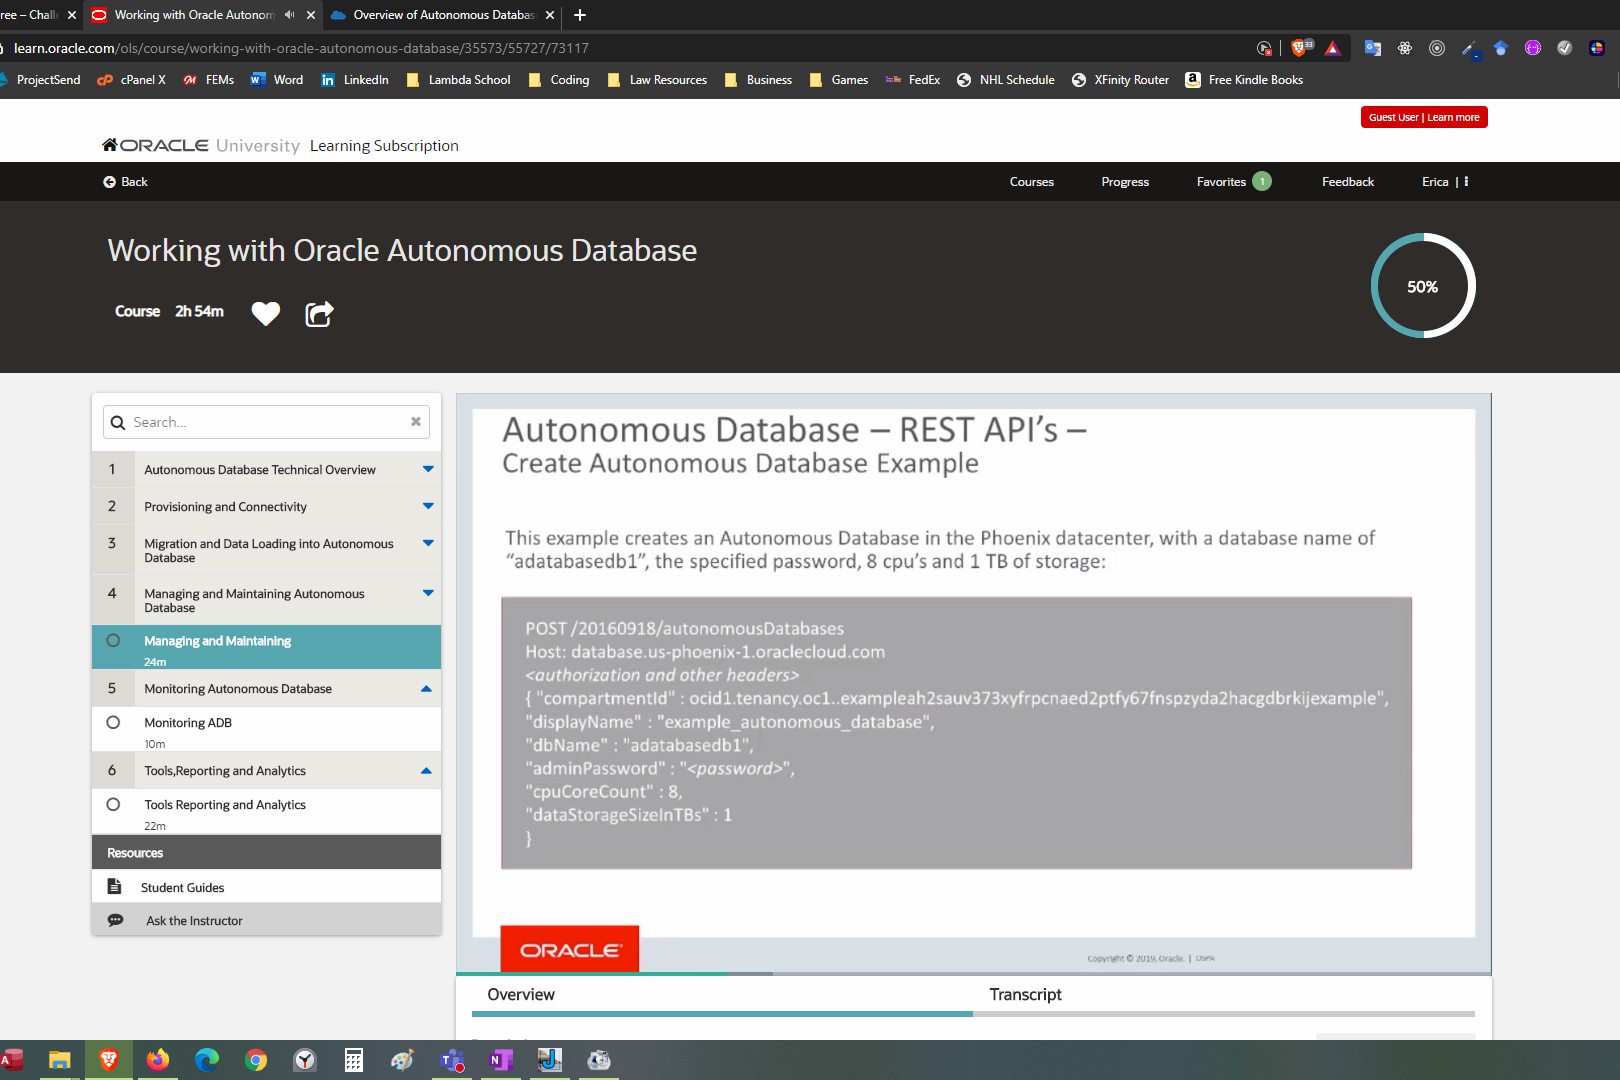 ree – Chall
Working with Oracle Autonom
Overview of Autonomous Databas
learn.oracle.com/ols/course/working-with-oracle-autonomous-database/35573/55727/73117
33
ProjectSend
cPanel X
FEMs
Word
LinkedIn
Lambda School
Coding
Law Resources
Business
Games
FedEx
NHL Schedule
XFinity Router
Free Kindle Books
Guest User | Learn more
ORACLE University Learning Subscription
Back
Courses
Progress
Favorites 1
Feedback
Erica |
Working with Oracle Autonomous Database
50%
Course 2h 54m
Search...
1 Autonomous Database Technical Overview
2 Provisioning and Connectivity
3 Migration and Data Loading into Autonomous
Database
4 Managing and Maintaining Autonomous
Database
Managing and Maintaining
24m
5 Monitoring Autonomous Database
Monitoring ADB
10m
6 Tools,Reporting and Analytics
Tools Reporting and Analytics
22m
Resources
Student Guides
Ask the Instructor
Autonomous Database – REST API's –
Create Autonomous Database Example
This example creates an Autonomous Database in the Phoenix datacenter, with a database name of
“adatabasedb1”, the specified password, 8 cpu's and 1 TB of storage:
POST /20160918/autonomousDatabases
Host: database.us-phoenix-1.oraclecloud.com
<authorization and other headers>
{ "compartmentId" : ocid1.tenancy.oc1..exampleah2sauv373xyfrpcnaed2ptfy67fnspzyda2hacgdbrkijexample",
"displayName" : "example_autonomous_database",
"dbName" : "adatabasedb1",
"adminPassword" : "<password>",
"cpuCoreCount" : 8,
"dataStorageSizeInTBs" : 1
}
ORACLE
Copyright © 2019, Oracle. |
Overview
Transcript